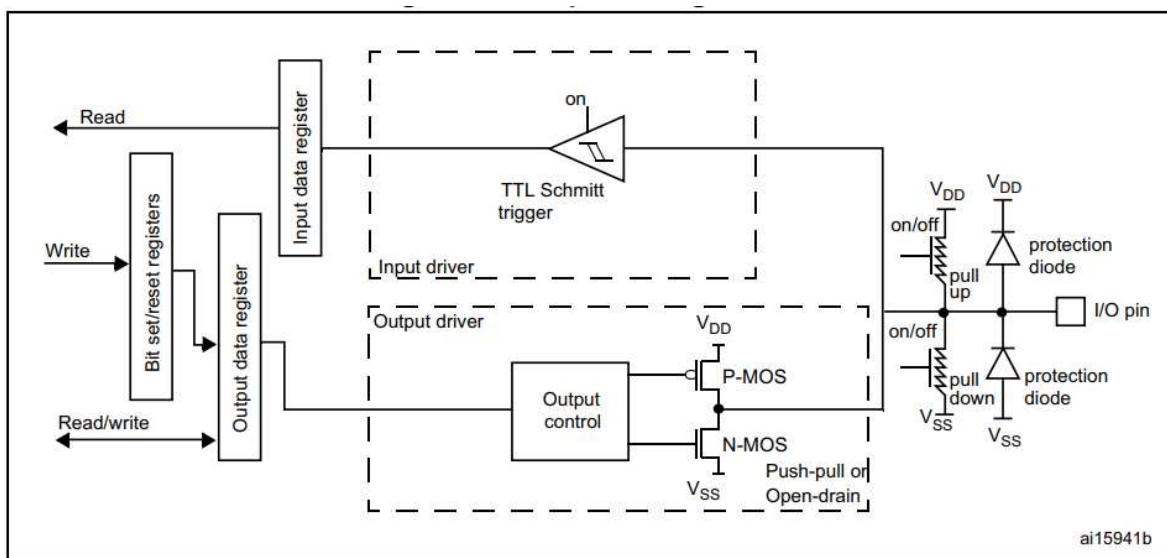 on
Read
Input data register
TTL Schmitt
trigger
Input driver
Write
Bit set/reset registers
Output data register
Read/write
Output driver
VDD
P-MOS
Output
control
N-MOS
VSS
Push-pull or
Open-drain
VDD
VDD
on/off
pull
up
protection
diode
I/O pin
on/off
pull
down
VSS
protection
diode
VSS
ai15941b